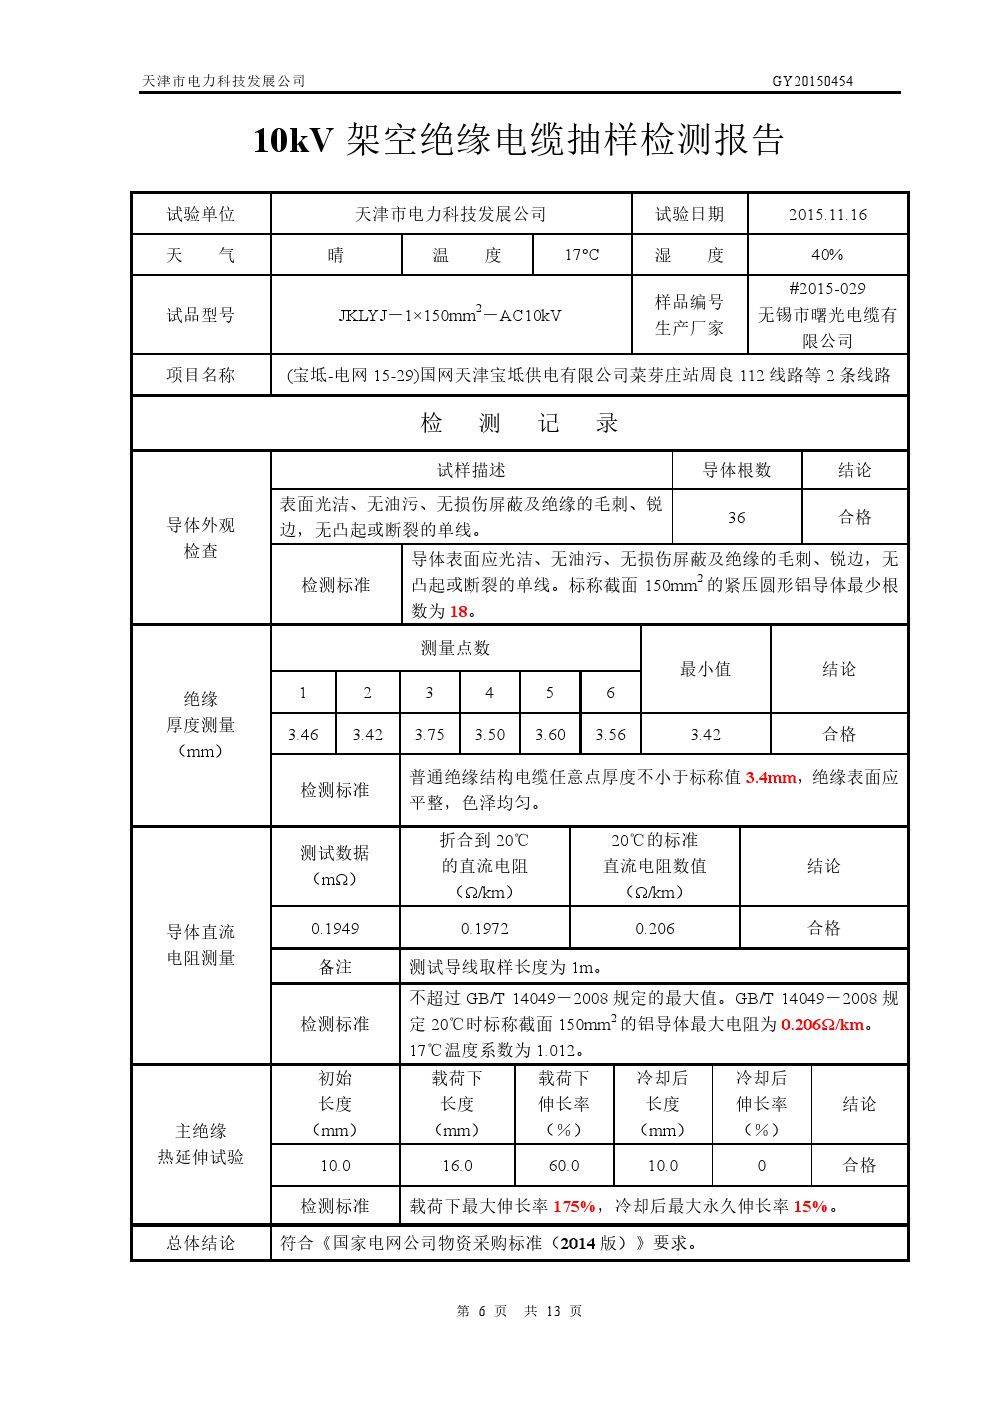 天津市电力科技发展公司 GY20150454
10kV 架空绝缘电缆抽样检测报告
试验单位 天津市电力科技发展公司 试验日期 2015.11.16
天 气 晴 温 度 17°C 湿 度 40%
试品型号 JKLYJ－1×150mm²－AC10kV 样品编号
生产厂家 #2015-029
无锡市曙光电缆有
限公司
项目名称 (宝坻-电网 15-29)国网天津宝坻供电有限公司菜芽庄站周良 112 线路等 2 条线路
检 测 记 录
导体外观
检查
试样描述 导体根数 结论
表面光洁、无油污、无损伤屏蔽及绝缘的毛刺、锐
边，无凸起或断裂的单线。
36 合格
检测标准
导体表面应光洁、无油污、无损伤屏蔽及绝缘的毛刺、锐边，无
凸起或断裂的单线。标称截面 150mm²的紧压圆形铝导体最少根
数为 18。
绝缘
厚度测量
（mm）
测量点数 最小值 结论
1 2 3 4 5 6
3.46 3.42 3.75 3.50 3.60 3.56 3.42 合格
检测标准
普通绝缘结构电缆任意点厚度不小于标称值 3.4mm，绝缘表面应
平整，色泽均匀。
导体直流
电阻测量
测试数据
（mΩ）
折合到 20℃
的直流电阻
（Ω/km）
20℃的标准
直流电阻数值
（Ω/km）
结论
0.1949 0.1972 0.206 合格
备注 测试导线取样长度为 1m。
检测标准
不超过 GB/T 14049－2008 规定的最大值。GB/T 14049－2008 规
定 20℃时标称截面 150mm²的铝导体最大电阻为 0.206Ω/km。
17℃温度系数为 1.012。
主绝缘
热延伸试验
初始
长度
（mm）
载荷下
长度
（mm）
载荷下
伸长率
（%）
冷却后
长度
（mm）
冷却后
伸长率
（%）
结论
10.0 16.0 60.0 10.0 0 合格
检测标准 载荷下最大伸长率 175%，冷却后最大永久伸长率 15%。
总体结论 符合《国家电网公司物资采购标准（2014 版）》要求。
第 6 页 共 13 页